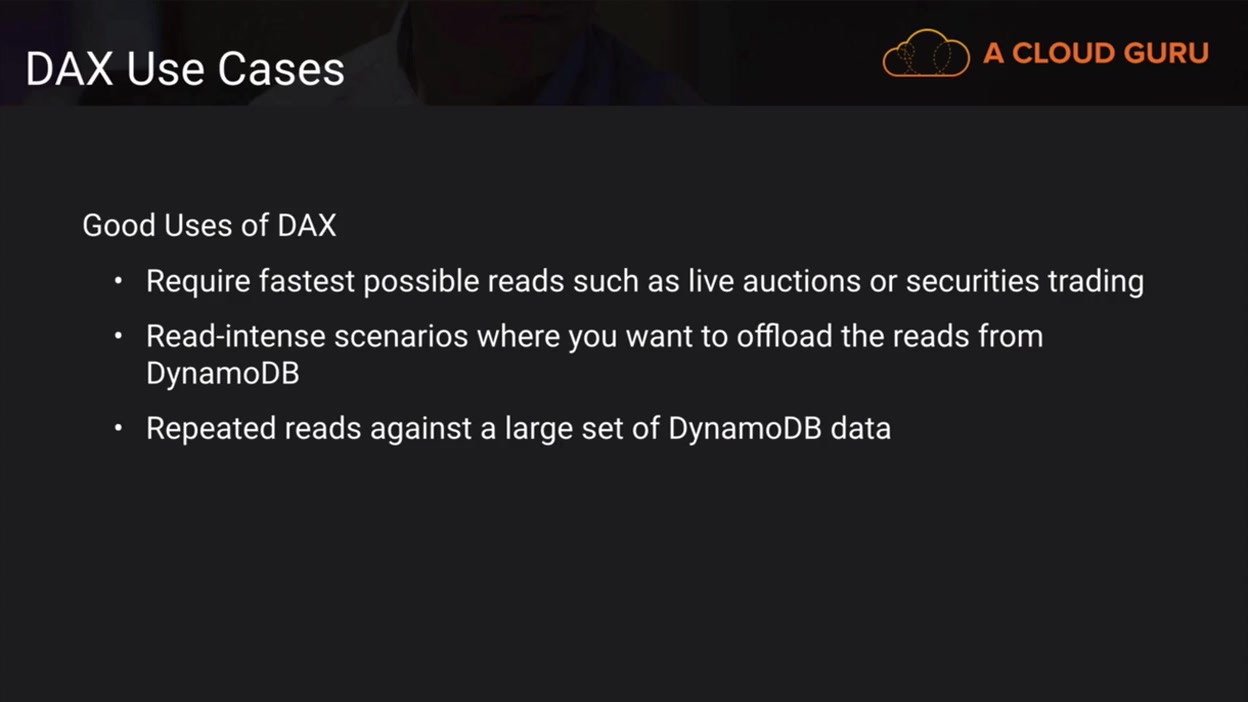 DAX Use Cases
A CLOUD GURU
Good Uses of DAX
• Require fastest possible reads such as live auctions or securities trading
• Read-intense scenarios where you want to offload the reads from
DynamoDB
• Repeated reads against a large set of DynamoDB data